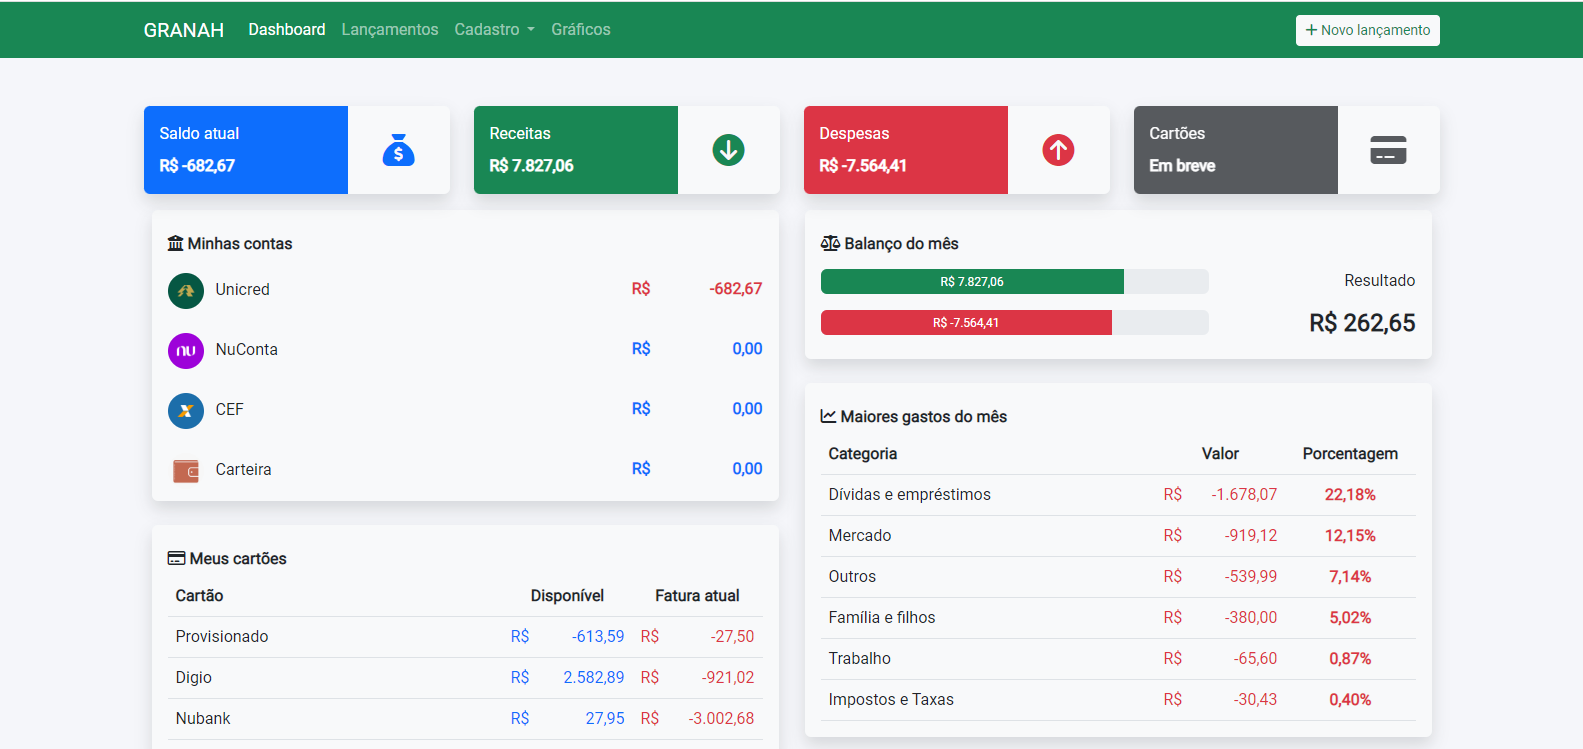 GRANAH Dashboard Lançamentos Cadastro Gráficos + Novo lançamento
Saldo atual
R$ -682,67
$
Receitas
R$ 7.827,06
Despesas
R$ -7.564,41
Cartões
Em breve
Minhas contas
Unicred R$ -682,67
nu NuConta R$ 0,00
X CEF R$ 0,00
Carteira R$ 0,00
Meus cartões
Cartão Disponível Fatura atual
Provisionado R$ -613,59 R$ -27,50
Digio R$ 2.582,89 R$ -921,02
Nubank R$ 27,95 R$ -3.002,68
Balanço do mês
R$ 7.827,06
R$ -7.564,41
Resultado
R$ 262,65
Maiores gastos do mês
Categoria Valor Porcentagem
Dívidas e empréstimos R$ -1.678,07 22,18%
Mercado R$ -919,12 12,15%
Outros R$ -539,99 7,14%
Família e filhos R$ -380,00 5,02%
Trabalho R$ -65,60 0,87%
Impostos e Taxas R$ -30,43 0,40%